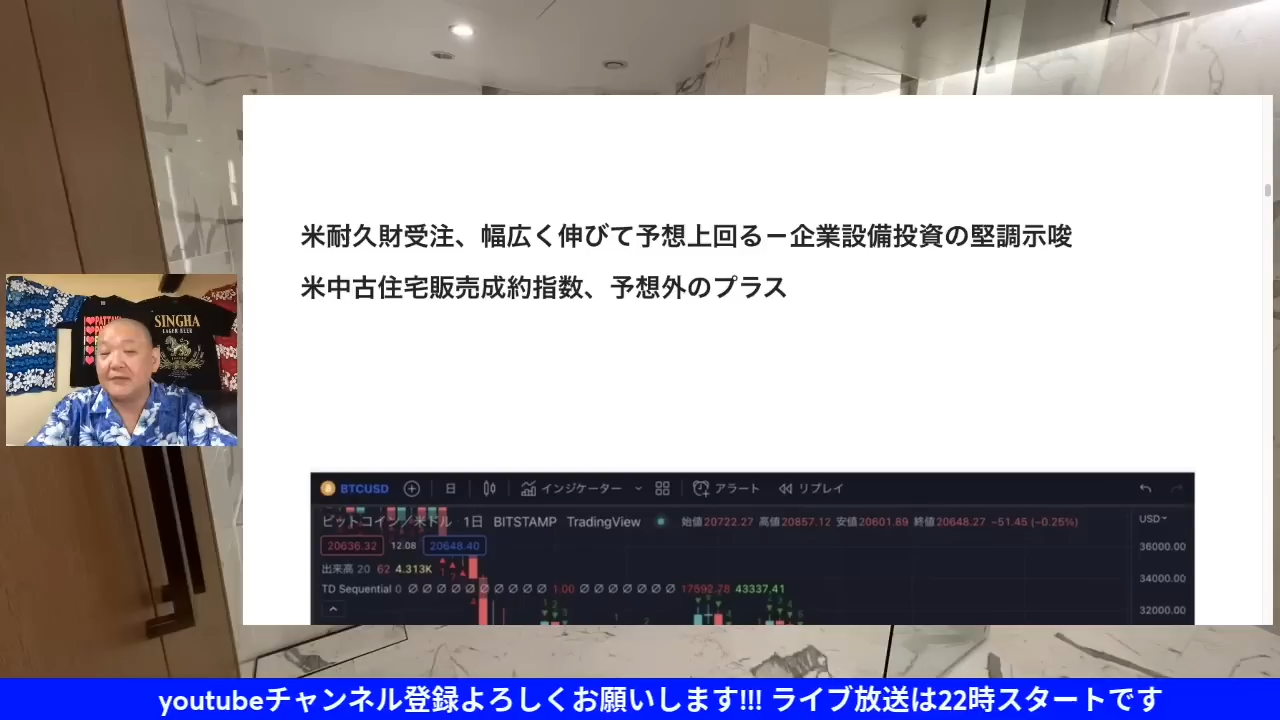 米耐久財受注、幅広く伸びて予想上回る－企業設備投資の堅調示唆
米中古住宅販売成約指数、予想外のプラス
SINGHA
LAGER BEER
BTCUSD
日
インジケーター
アラート
リプレイ
ビットコイン／米ドル · 1日 BITSTAMP TradingView
始値20722.27 高値20857.12 安値20601.89 終値20648.27 −51.45 (−0.25%)
USD
20636.32 12.08 20648.40
36000.00
出来高 20 62 4.313K
34000.00
TD Sequential 0 ∅ ∅ ∅ ∅ ∅ ∅ ∅ ∅ ∅ ∅ 1.00 ∅ ∅ ∅ ∅ ∅ ∅ ∅ 17592.78 43337.41
32000.00
youtubeチャンネル登録よろしくお願いします!!! ライブ放送は22時スタートです